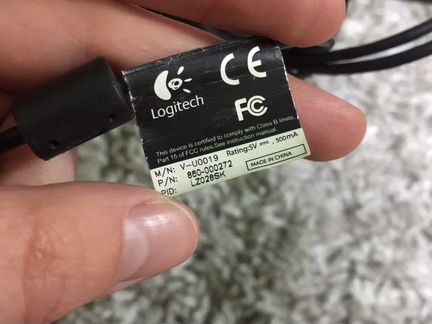 Logitech
CE
FC
This device is certified to comply with Class B limits,
Part 15 of FCC rules.See instruction manual.
M/N: V-U0019 Rating:5V ⎓, 500mA
P/N: 860-000272
PID: LZ028SK
MADE IN CHINA